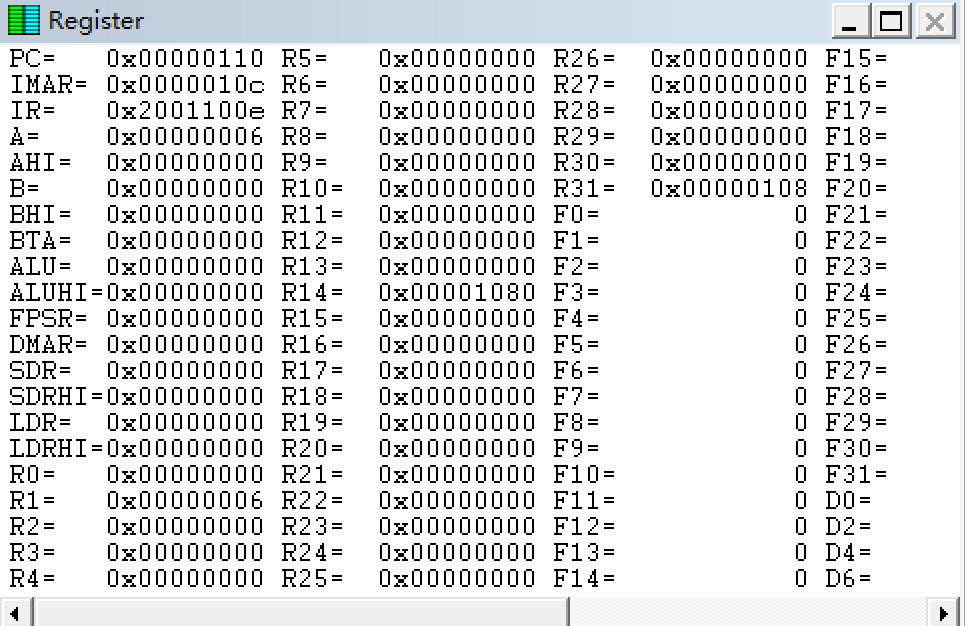 Register
PC= 0x00000110 R5= 0x00000000 R26= 0x00000000 F15=
IMAR= 0x0000010c R6= 0x00000000 R27= 0x00000000 F16=
IR= 0x2001100e R7= 0x00000000 R28= 0x00000000 F17=
A= 0x00000006 R8= 0x00000000 R29= 0x00000000 F18=
AHI= 0x00000000 R9= 0x00000000 R30= 0x00000000 F19=
B= 0x00000000 R10= 0x00000000 R31= 0x00000108 F20=
BHI= 0x00000000 R11= 0x00000000 F0= 0 F21=
BTA= 0x00000000 R12= 0x00000000 F1= 0 F22=
ALU= 0x00000000 R13= 0x00000000 F2= 0 F23=
ALUHI=0x00000000 R14= 0x00001080 F3= 0 F24=
FPSR= 0x00000000 R15= 0x00000000 F4= 0 F25=
DMAR= 0x00000000 R16= 0x00000000 F5= 0 F26=
SDR= 0x00000000 R17= 0x00000000 F6= 0 F27=
SDRHI=0x00000000 R18= 0x00000000 F7= 0 F28=
LDR= 0x00000000 R19= 0x00000000 F8= 0 F29=
LDRHI=0x00000000 R20= 0x00000000 F9= 0 F30=
R0= 0x00000000 R21= 0x00000000 F10= 0 F31=
R1= 0x00000006 R22= 0x00000000 F11= 0 D0=
R2= 0x00000000 R23= 0x00000000 F12= 0 D2=
R3= 0x00000000 R24= 0x00000000 F13= 0 D4=
R4= 0x00000000 R25= 0x00000000 F14= 0 D6=